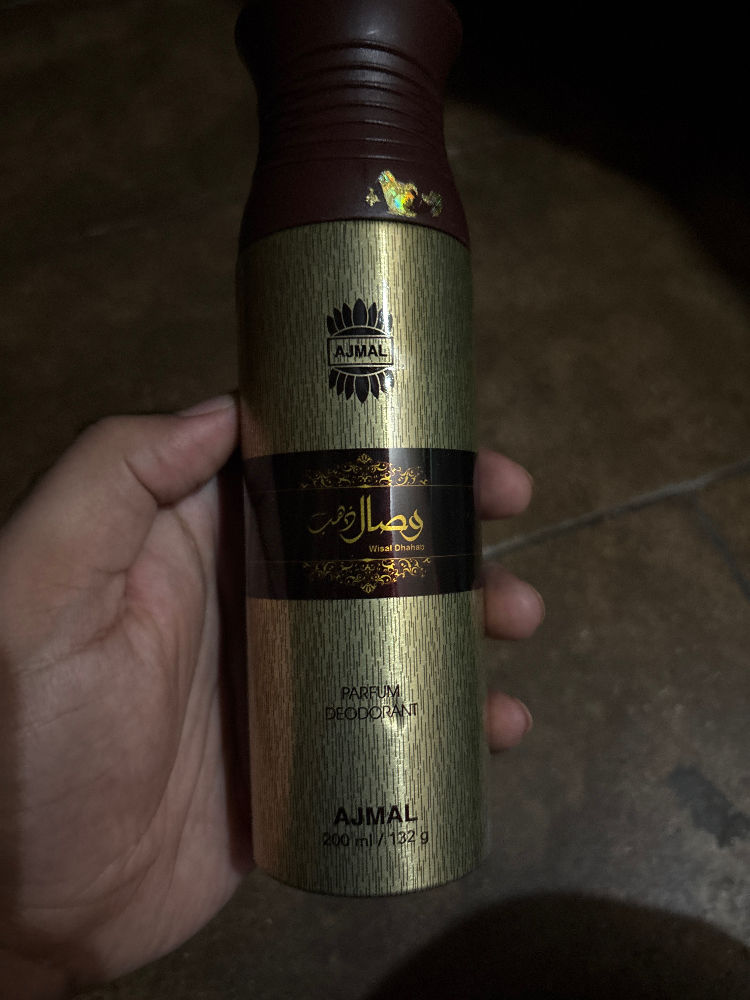 AJMAL
وصال ذهب
Wisal Dhahab
PARFUM
DEODORANT
AJMAL
200 ml / 132 g